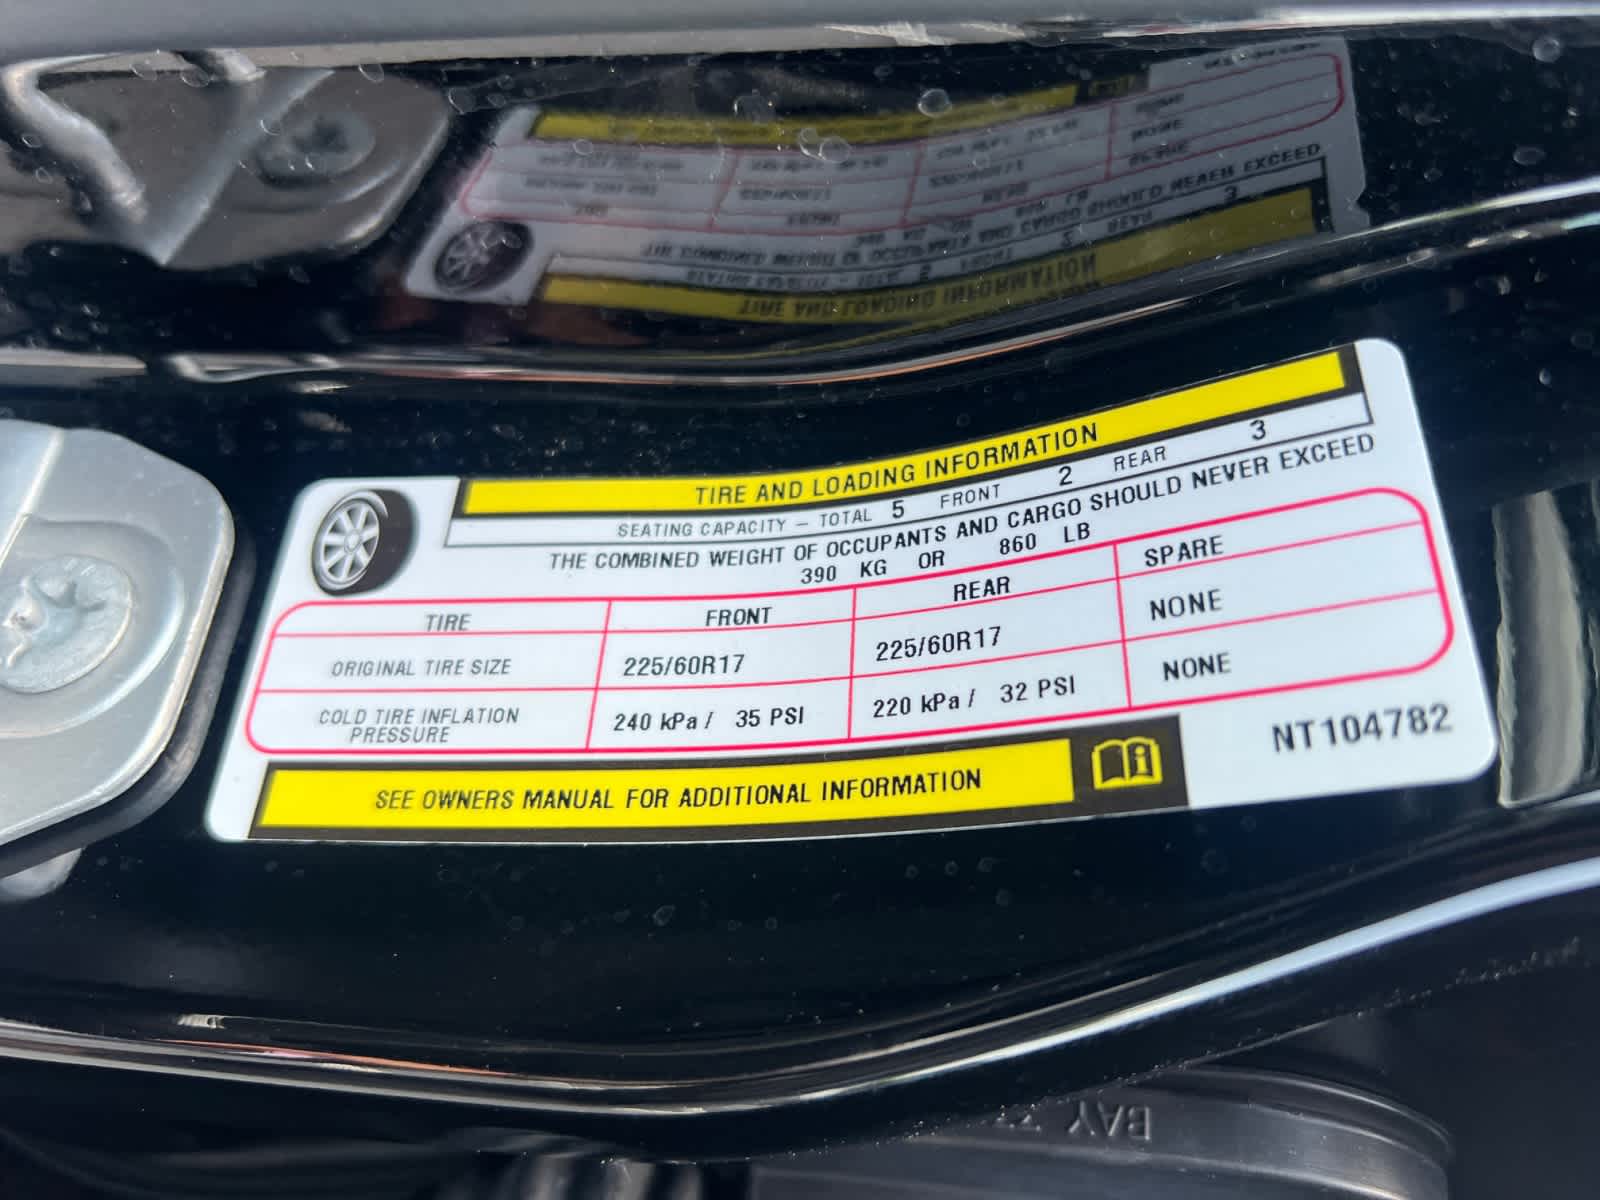 TIRE AND LOADING INFORMATION
SEATING CAPACITY – TOTAL 5 FRONT 2 REAR 3
THE COMBINED WEIGHT OF OCCUPANTS AND CARGO SHOULD NEVER EXCEED
390 KG OR 860 LB
TIRE FRONT REAR SPARE
ORIGINAL TIRE SIZE 225/60R17 225/60R17 NONE
COLD TIRE INFLATION PRESSURE 240 kPa / 35 PSI 220 kPa / 32 PSI NONE
SEE OWNERS MANUAL FOR ADDITIONAL INFORMATION
NT104782
BAY